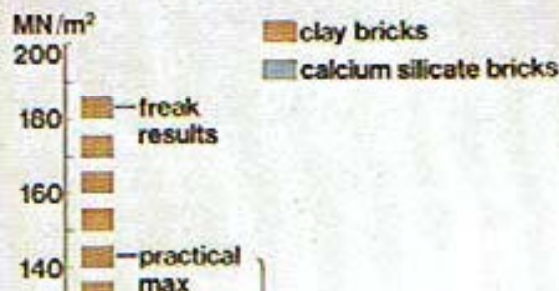 MN/m²
200
clay bricks
calcium silicate bricks
180
freak
results
160
140
practical
max